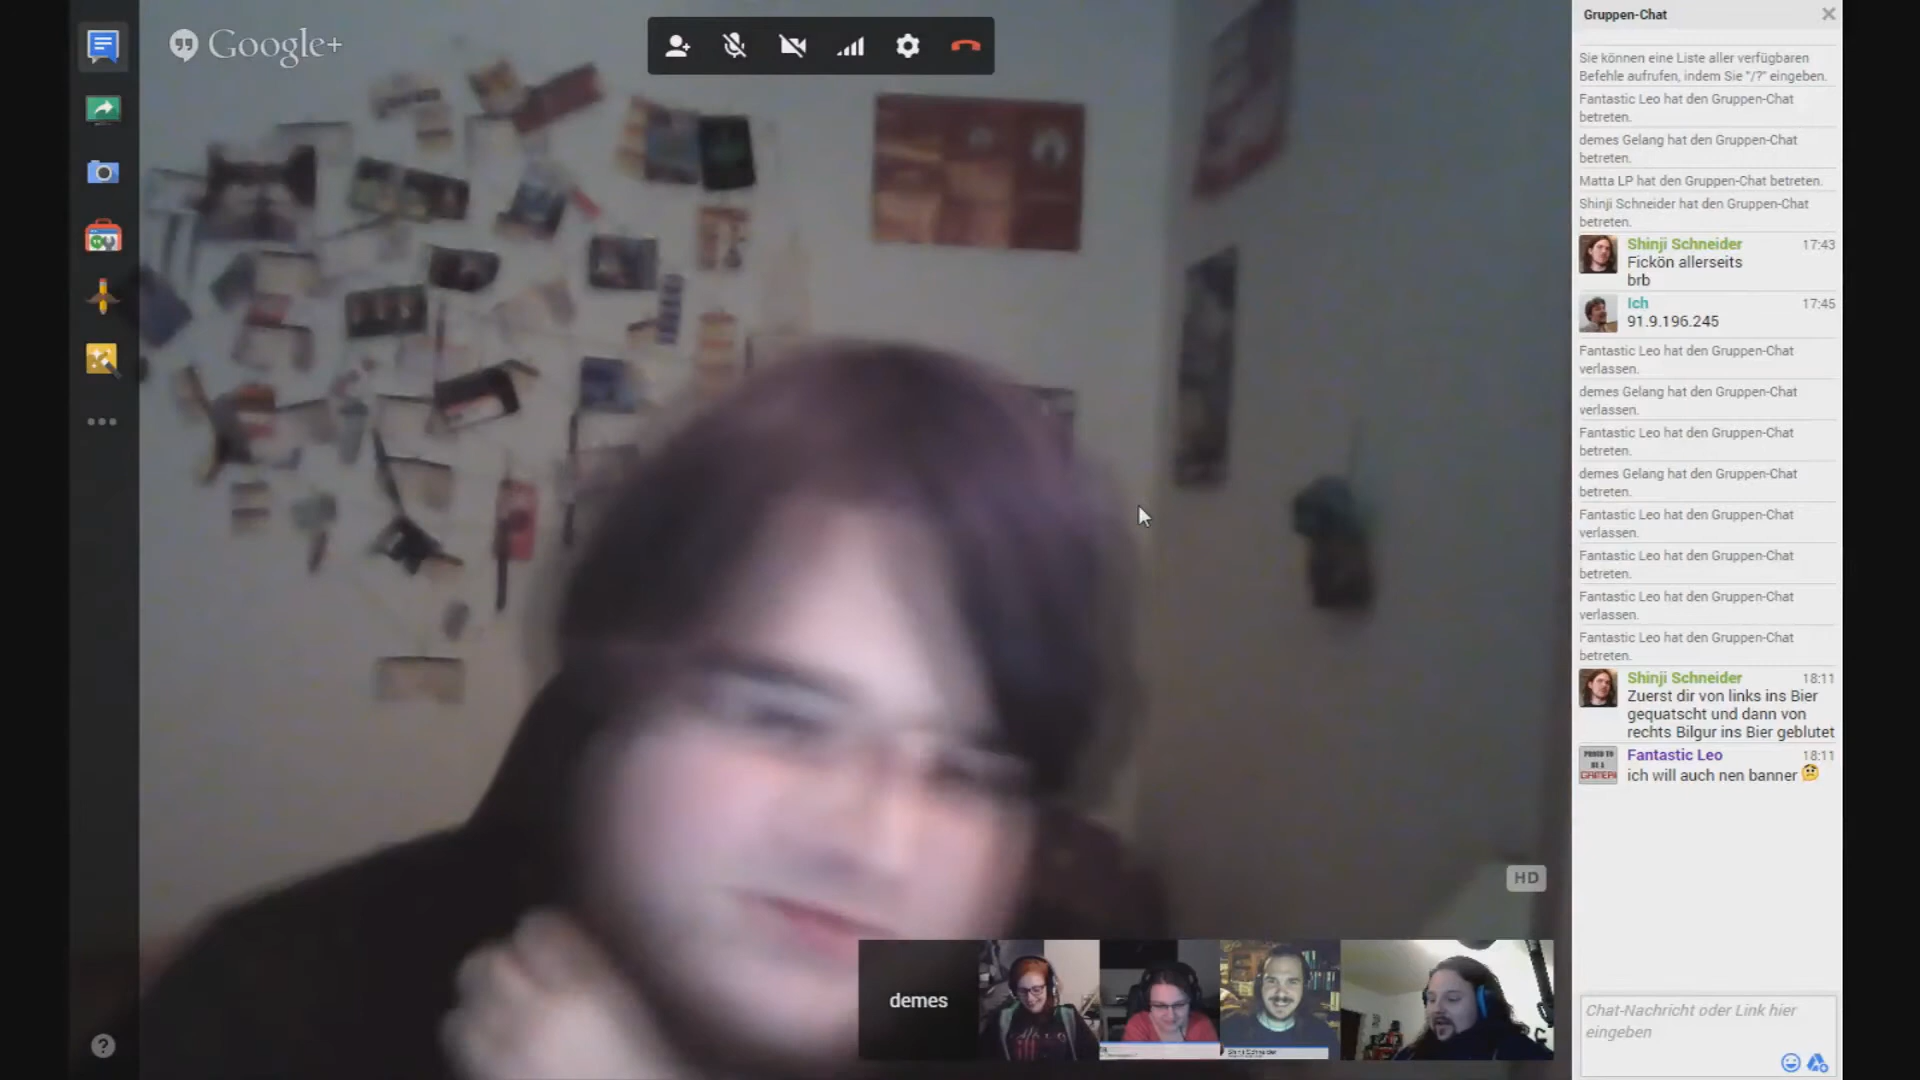 Google+
Gruppen-Chat
Sie können eine Liste aller verfügbaren
Befehle aufrufen, indem Sie "/?" eingeben.
Fantastic Leo hat den Gruppen-Chat
betreten.
demes Gelang hat den Gruppen-Chat
betreten.
Matta LP hat den Gruppen-Chat betreten.
Shinji Schneider hat den Gruppen-Chat
betreten.
Shinji Schneider 17:43
Fickön allerseits
brb
Ich 17:45
91.9.196.245
Fantastic Leo hat den Gruppen-Chat
verlassen.
demes Gelang hat den Gruppen-Chat
verlassen.
Fantastic Leo hat den Gruppen-Chat
betreten.
demes Gelang hat den Gruppen-Chat
betreten.
Fantastic Leo hat den Gruppen-Chat
verlassen.
Fantastic Leo hat den Gruppen-Chat
betreten.
Fantastic Leo hat den Gruppen-Chat
verlassen.
Fantastic Leo hat den Gruppen-Chat
betreten.
Shinji Schneider 18:11
Zuerst dir von links ins Bier
gequatscht und dann von
rechts Bilgur ins Bier geblutet
PROUD TO
BE A
GAMER
Fantastic Leo 18:11
ich will auch nen banner
HD
demes
Shinji Schneider
Chat-Nachricht oder Link hier
eingeben
?